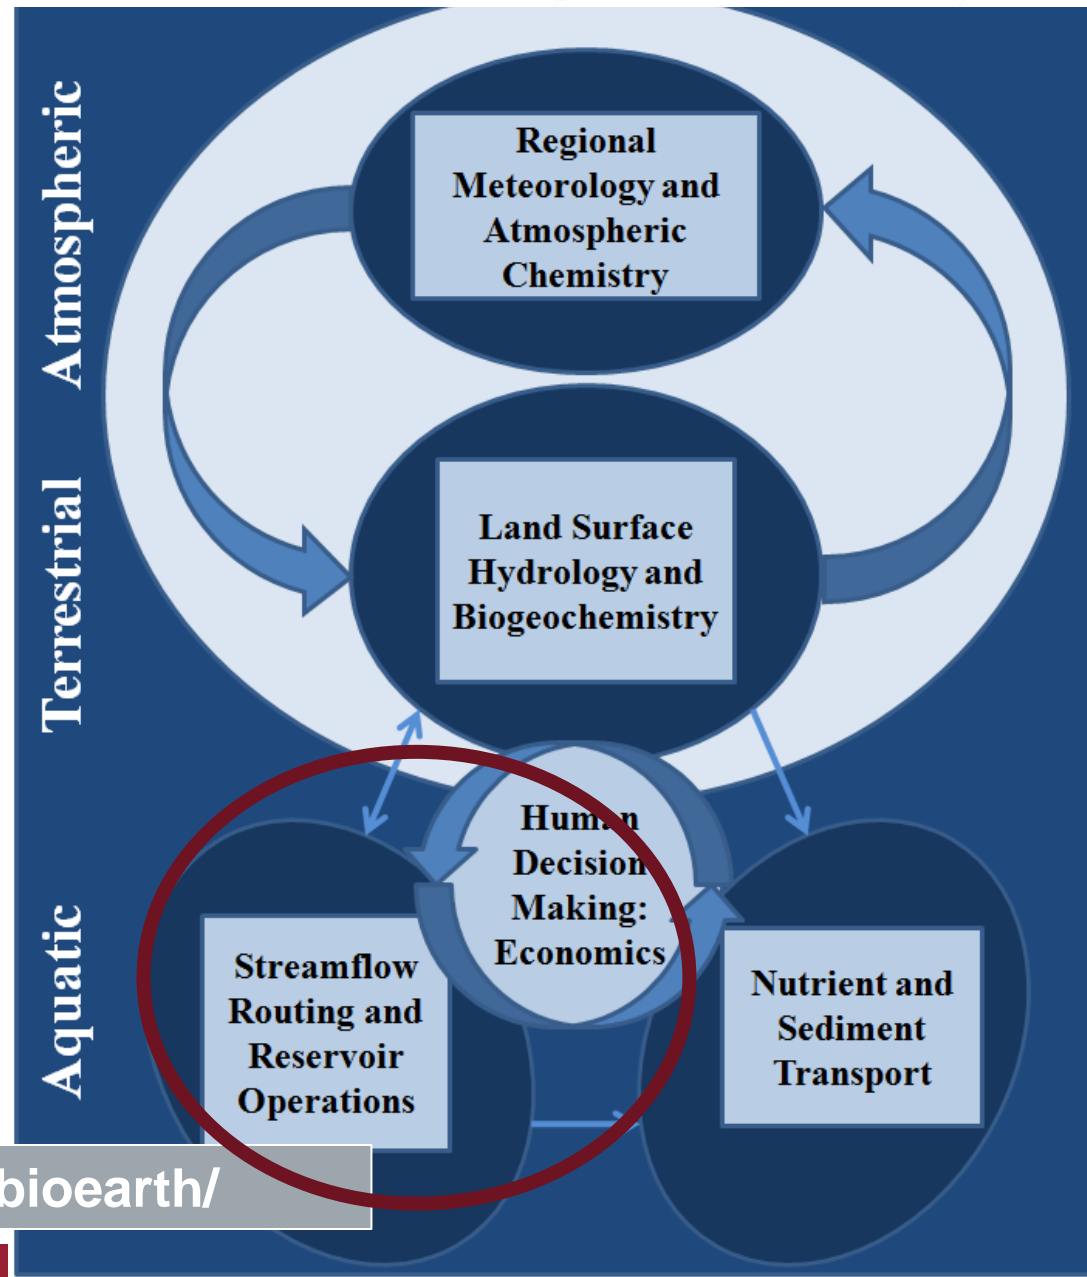 Atmospheric
Regional
Meteorology and
Atmospheric
Chemistry
Terrestrial
Land Surface
Hydrology and
Biogeochemistry
Human
Decision
Making:
Economics
Aquatic
Streamflow
Routing and
Reservoir
Operations
Nutrient and
Sediment
Transport
bioearth/